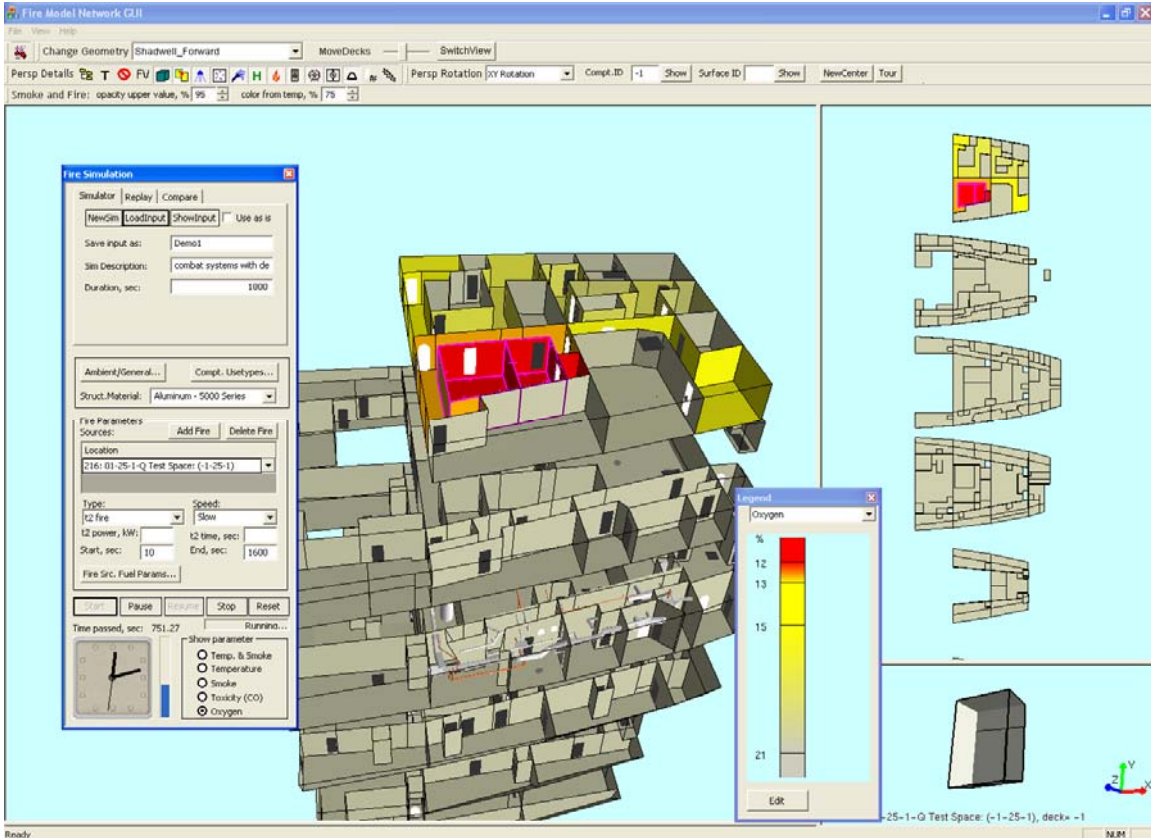 Fire Model Network GUI
File View Help
Change Geometry Shadwell_Forward MoveDecks SwitchView
Persp Details T FV H Persp Rotation XY Rotation Compt.ID -1 Show Surface ID Show NewCenter Tour
Smoke and Fire: opacity upper value, % 95 color from temp, % 75
Fire Simulation
Simulator Replay Compare
NewSim LoadInput ShowInput Use as is
Save input as: Demo1
Sim Description: combat systems with de
Duration, sec: 1000
Ambient/General... Compt. Usetypes...
Struct.Material: Aluminum - 5000 Series
Fire Parameters
Sources: Add Fire Delete Fire
Location
216: 01-25-1-Q Test Space: (-1-25-1)
Type: Speed:
t2 fire Slow
t2 power, kW: t2 time, sec:
Start, sec: 10 End, sec: 1600
Fire Src. Fuel Params...
Start Pause Resume Stop Reset
Time passed, sec: 751.27 Running...
Show parameter
Temp. & Smoke
Temperature
Smoke
Toxicity (CO)
Oxygen
Legend
Oxygen
%
12
13
15
21
Edit
-25-1-Q Test Space: (-1-25-1), deck= -1
Y
Z X
Ready NUM